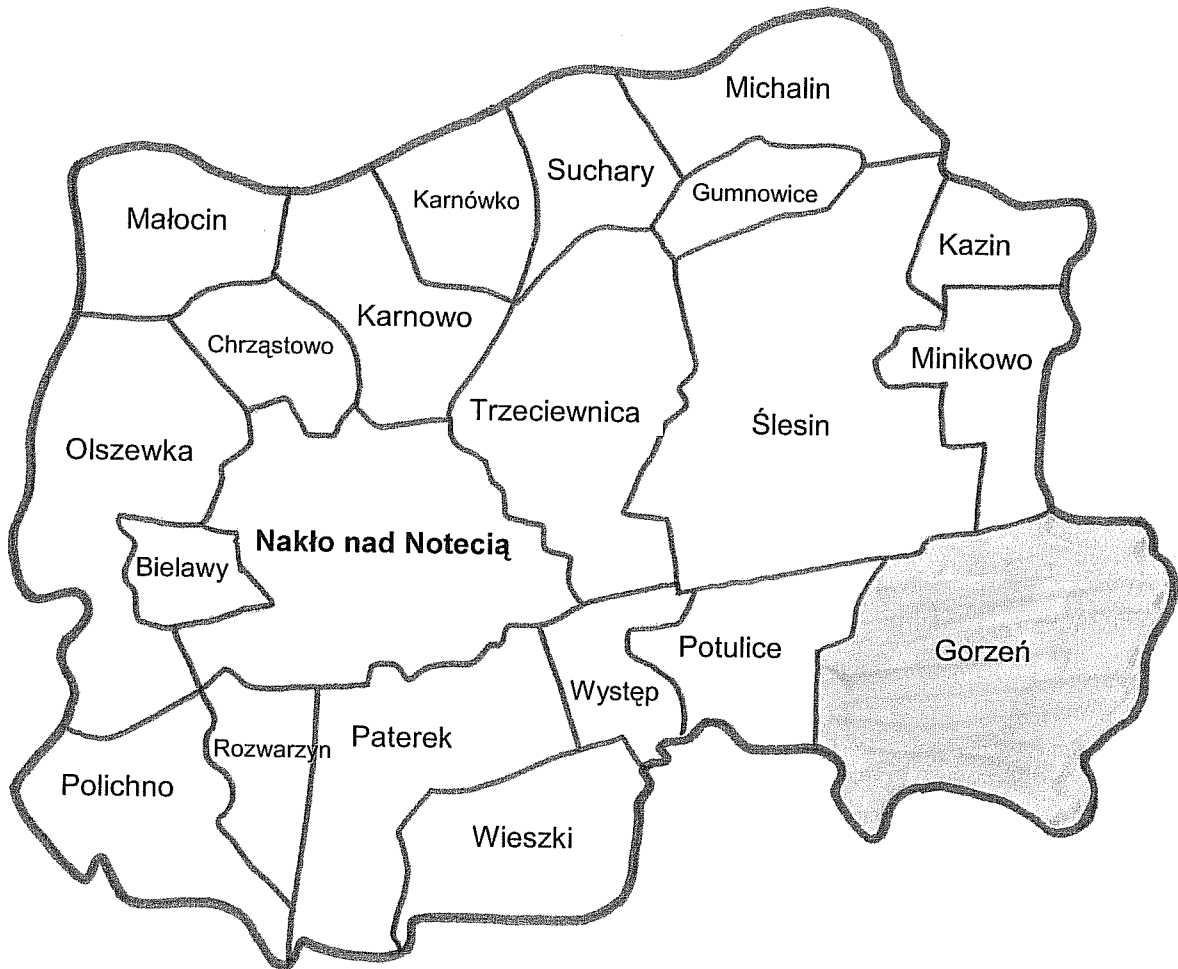 Michalin
Suchary
Karnówko
Gumnowice
Małocin
Kazin
Karnowo
Chrząstowo
Minikowo
Trzeciewnica
Ślesin
Olszewka
Nakło nad Notecią
Bielawy
Potulice
Gorzeń
Występ
Paterek
Rozwarzyn
Polichno
Wieszki